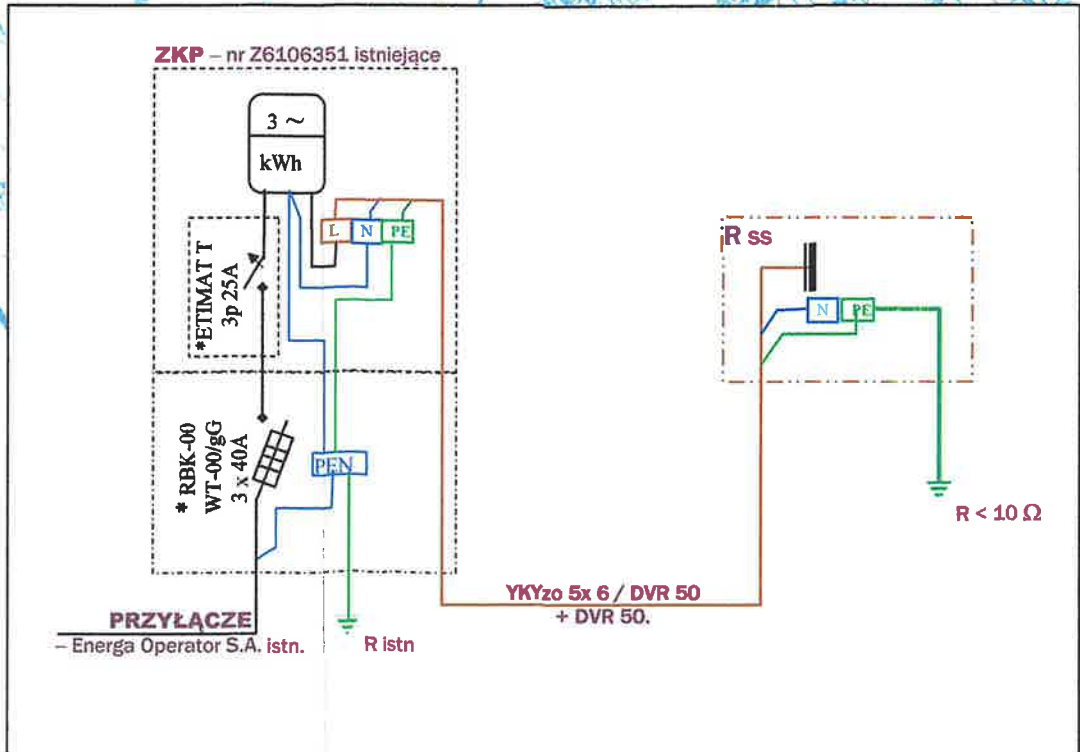 ZKP – nr Z6106351 istniejące
3 ~
kWh
L N PE
*ETIMAT T
3p 25A
* RBK-00
WT-00/gG
3 x 40A
PEN
PRZYŁĄCZE
– Energa Operator S.A. istn.
R istn
YKYzo 5x 6 / DVR 50
+ DVR 50.
R ss
N PE
R < 10 Ω